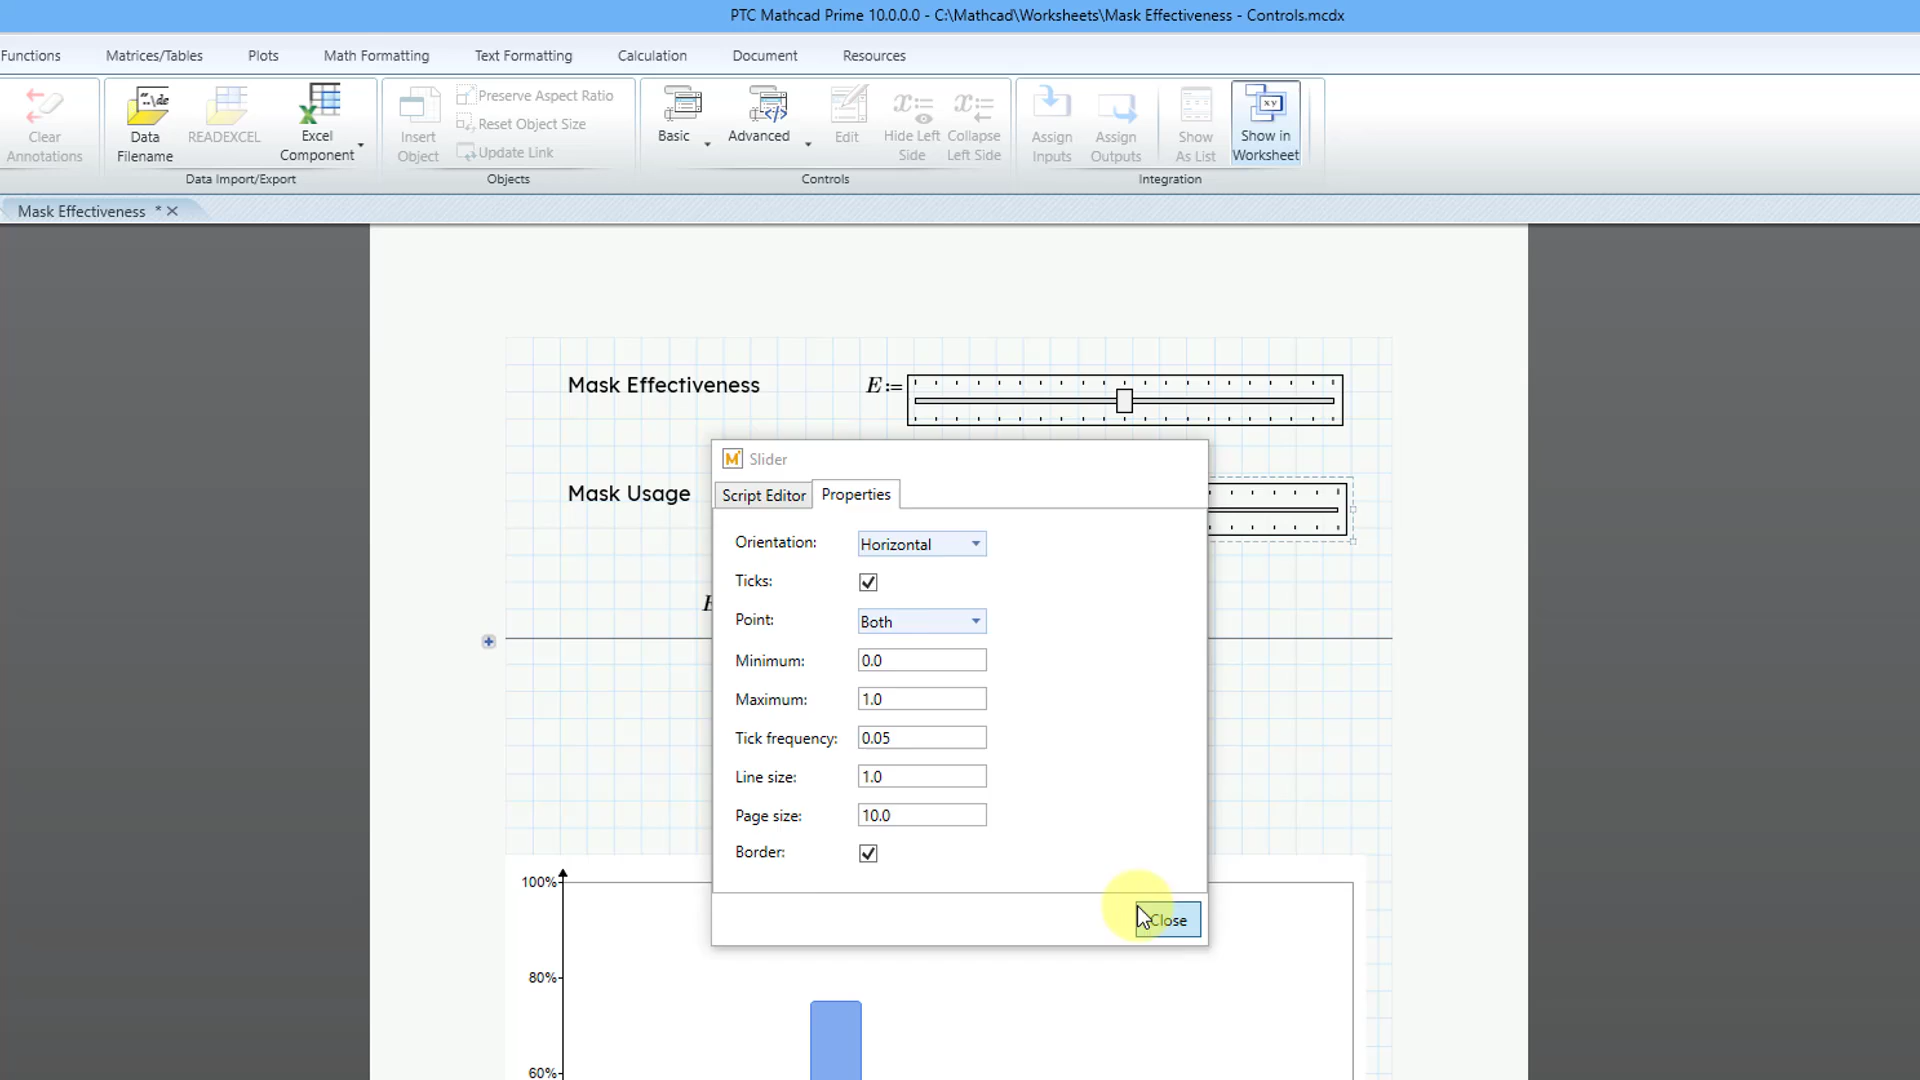 PTC Mathcad Prime 10.0.0.0 - C:\Mathcad\Worksheets\Mask Effectiveness - Controls.mcdx
Functions Matrices/Tables Plots Math Formatting Text Formatting Calculation Document Resources
Clear Annotations
Data Filename
READEXCEL
Excel Component
Data Import/Export
Insert Object
Preserve Aspect Ratio
Reset Object Size
Update Link
Objects
Basic
Advanced
Edit
Hide Left Side
Collapse Left Side
Controls
Assign Inputs
Assign Outputs
Show As List
Show in Worksheet
Integration
Mask Effectiveness *
Mask Effectiveness E:=
Mask Usage
Slider
Script Editor Properties
Orientation: Horizontal
Ticks:
Point: Both
Minimum: 0.0
Maximum: 1.0
Tick frequency: 0.05
Line size: 1.0
Page size: 10.0
Border:
Close
100%
80%
60%